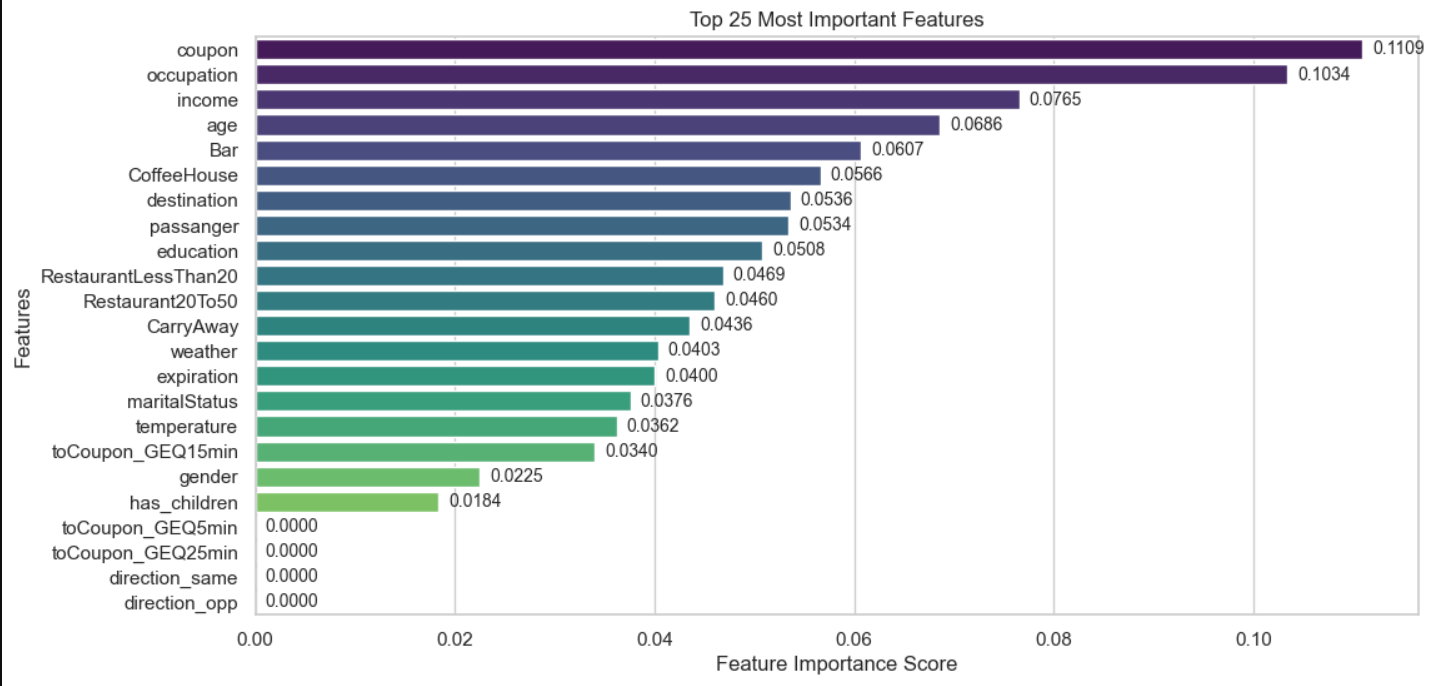 Top 25 Most Important Features
coupon 0.1109
occupation 0.1034
income 0.0765
age 0.0686
Bar 0.0607
CoffeeHouse 0.0566
destination 0.0536
passanger 0.0534
education 0.0508
RestaurantLessThan20 0.0469
Restaurant20To50 0.0460
CarryAway 0.0436
weather 0.0403
expiration 0.0400
maritalStatus 0.0376
temperature 0.0362
toCoupon_GEQ15min 0.0340
gender 0.0225
has_children 0.0184
toCoupon_GEQ5min 0.0000
toCoupon_GEQ25min 0.0000
direction_same 0.0000
direction_opp 0.0000
Features
0.00 0.02 0.04 0.06 0.08 0.10
Feature Importance Score